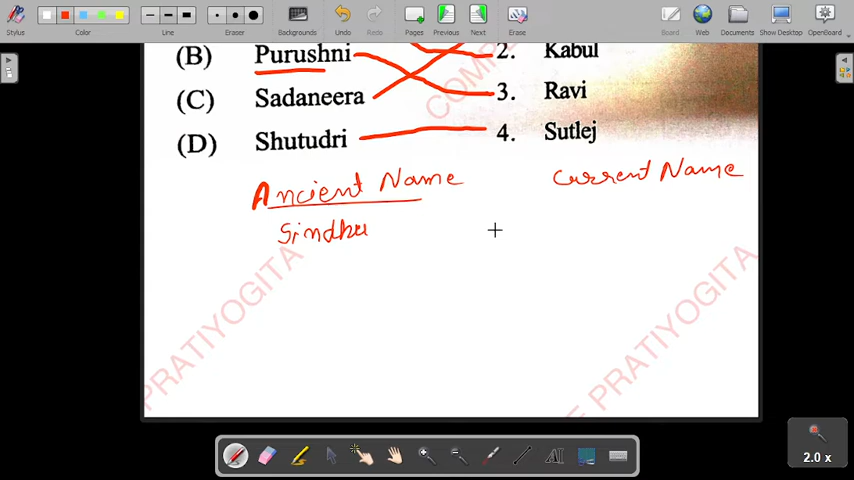 Stylus Color Line Eraser Backgrounds Undo Redo Pages Previous Next Erase Board Web Documents Show Desktop OpenBoard
(B) Purushni 2. Kabul
(C) Sadaneera 3. Ravi
(D) Shutudri 4. Sutlej
Ancient Name Current Name
Sindhu
PRATIYOGITA
E PRATIYOGITA
COMP
2.0 x